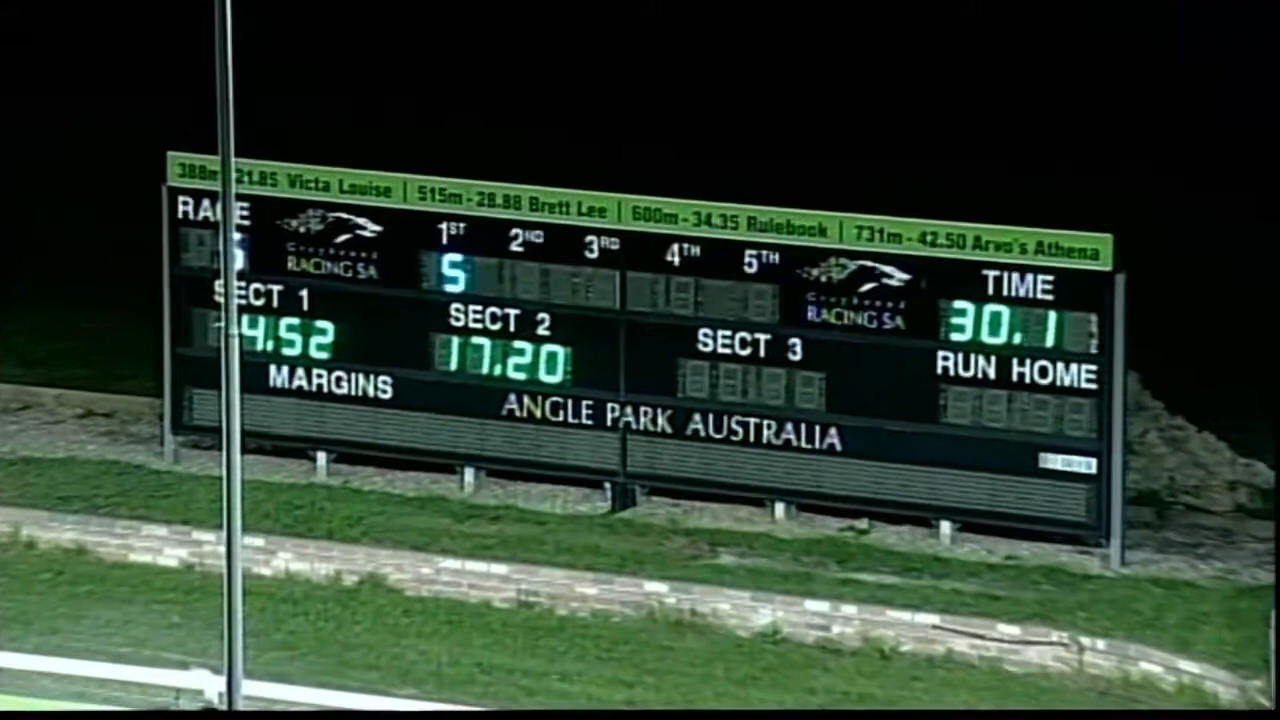 388m-21.85 Victa Louise | 515m-28.88 Brett Lee | 600m-34.35 Rulebook | 731m-42.50 Arvo's Athena
RACE
Greyhound
RACING SA
1ST 2ND 3RD 4TH 5TH
5
Greyhound
RACING SA
TIME
30.1
SECT 1
4.52
SECT 2
17.20
SECT 3
RUN HOME
MARGINS
ANGLE PARK AUSTRALIA